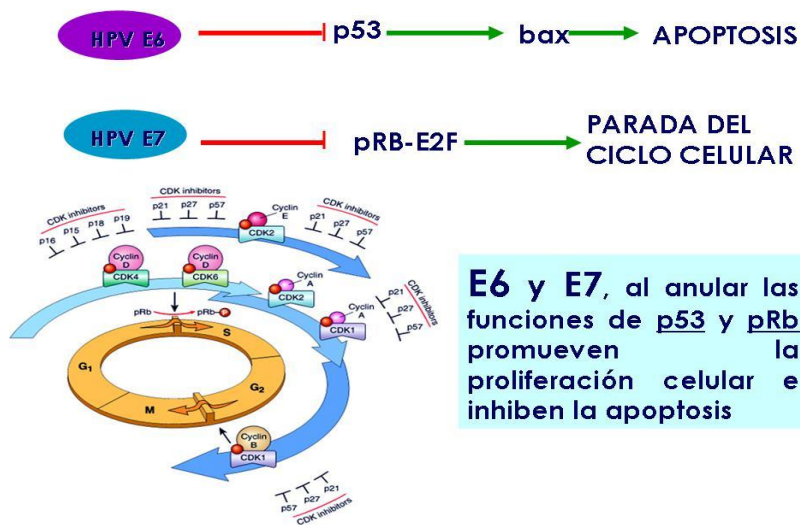 HPV E6
p53
bax
APOPTOSIS
HPV E7
pRB-E2F
PARADA DEL
CICLO CELULAR
CDK inhibitors
p16
p15
p18
p19
CDK inhibitors
p21
p27
p57
Cyclin
E
CDK2
CDK inhibitors
p21
p27
p57
Cyclin
D
CDK4
Cyclin
D
CDK6
Cyclin
A
CDK2
Cyclin
A
CDK1
CDK inhibitors
p21
p27
p57
pRb
pRb-P
S
G1
G2
M
Cyclin
B
CDK1
p57
p27
p21
CDK inhibitors
E6 y E7, al anular las
funciones de p53 y pRb
promueven la
proliferación celular e
inhiben la apoptosis